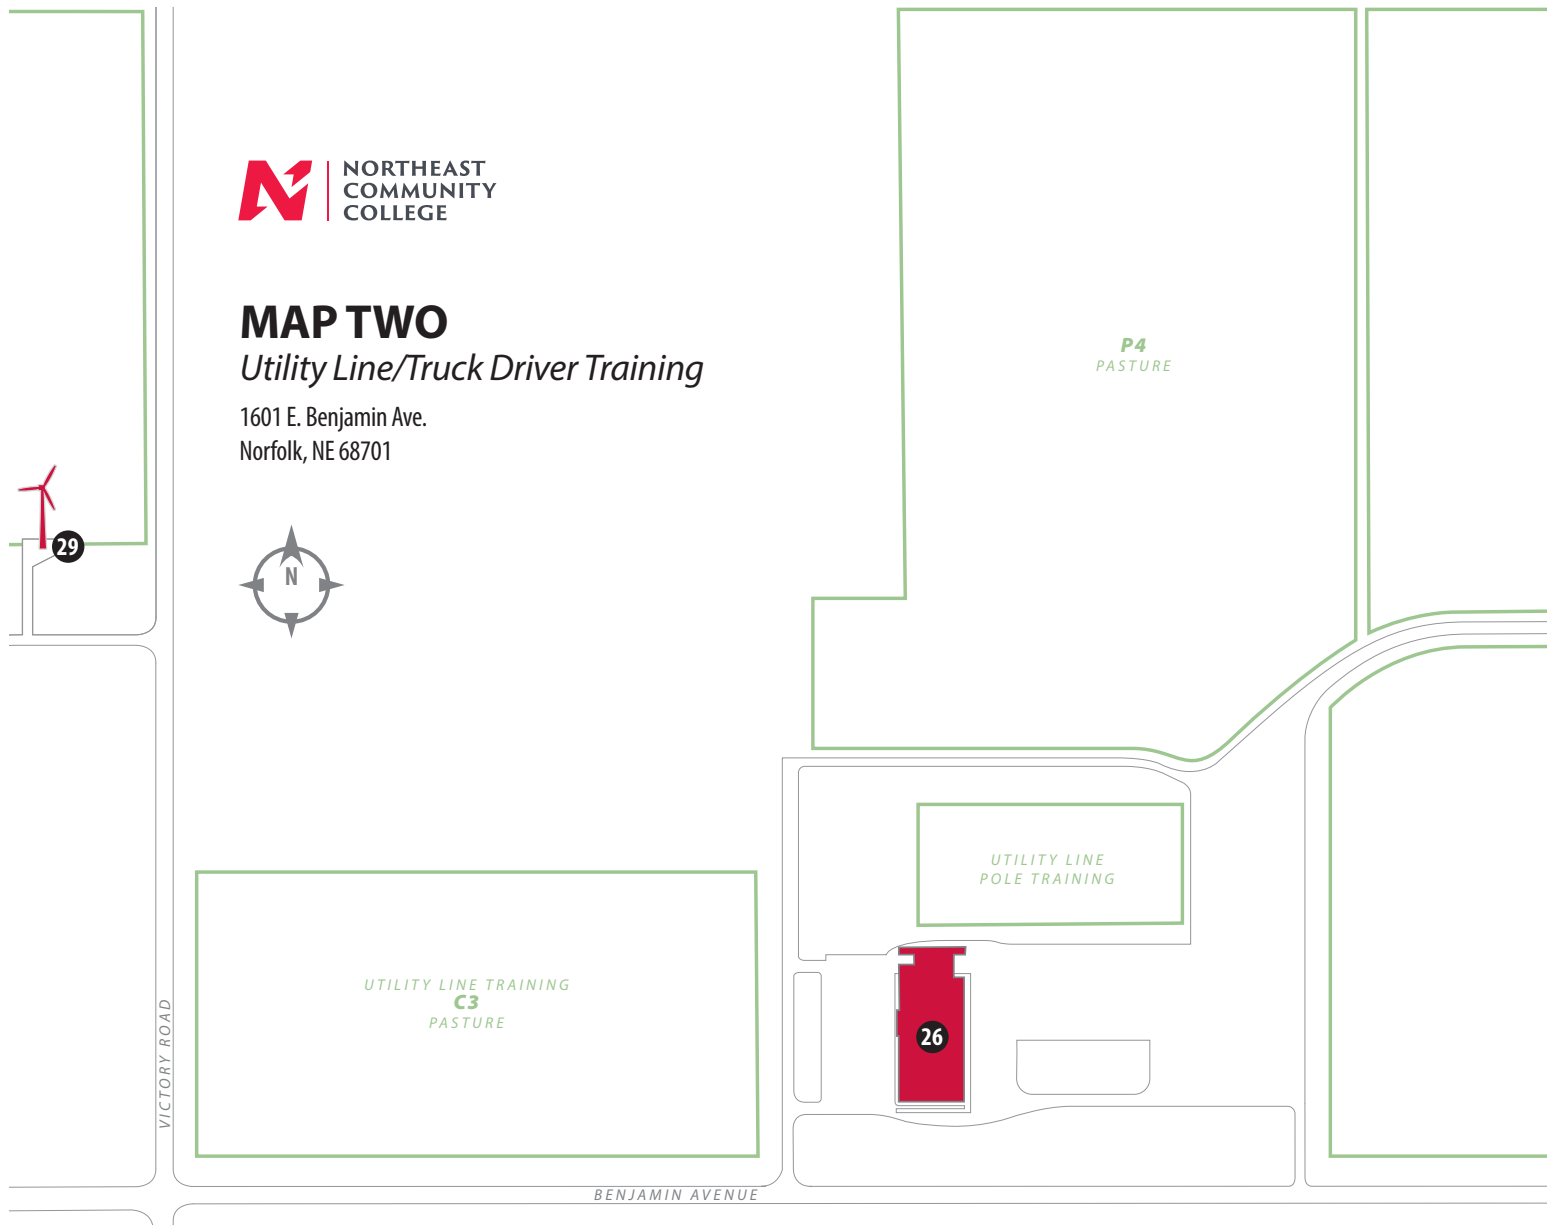 NORTHEAST
COMMUNITY
COLLEGE
MAP TWO
Utility Line/Truck Driver Training
1601 E. Benjamin Ave.
Norfolk, NE 68701
P4
PASTURE
29
N
UTILITY LINE
POLE TRAINING
UTILITY LINE TRAINING
C3
PASTURE
26
VICTORY ROAD
BENJAMIN AVENUE